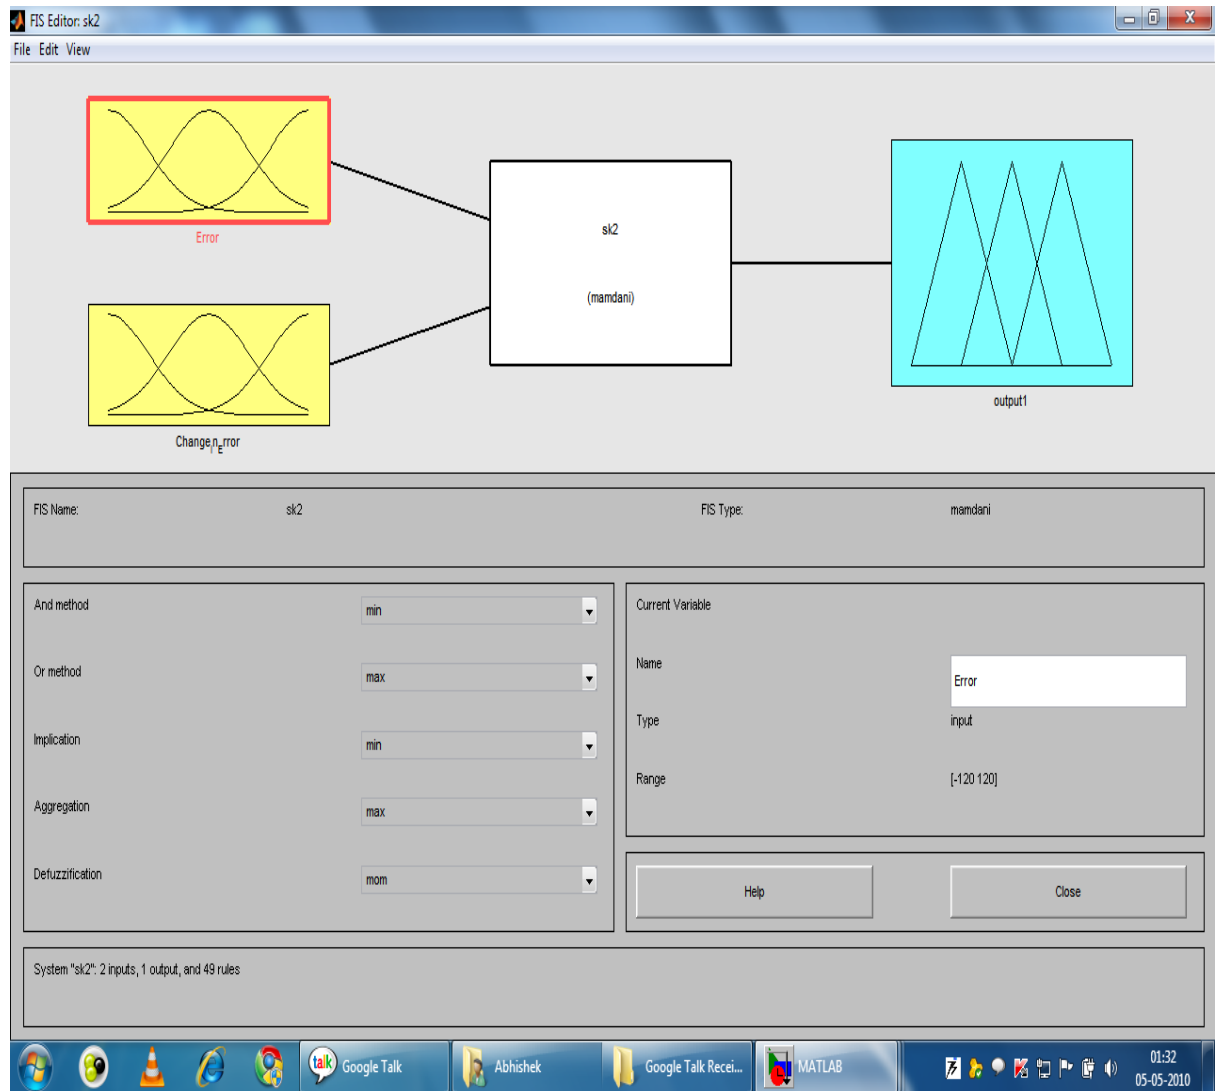 FIS Editor: sk2
File Edit View
Error
Change_In_Error
sk2
(mamdani)
output1
FIS Name: sk2 FIS Type: mamdani
And method min
Or method max
Implication min
Aggregation max
Defuzzification mom
Current Variable
Name Error
Type input
Range [-120 120]
Help Close
System "sk2": 2 inputs, 1 output, and 49 rules
talk Google Talk Abhishek Google Talk Recei... MATLAB 01:32
05-05-2010